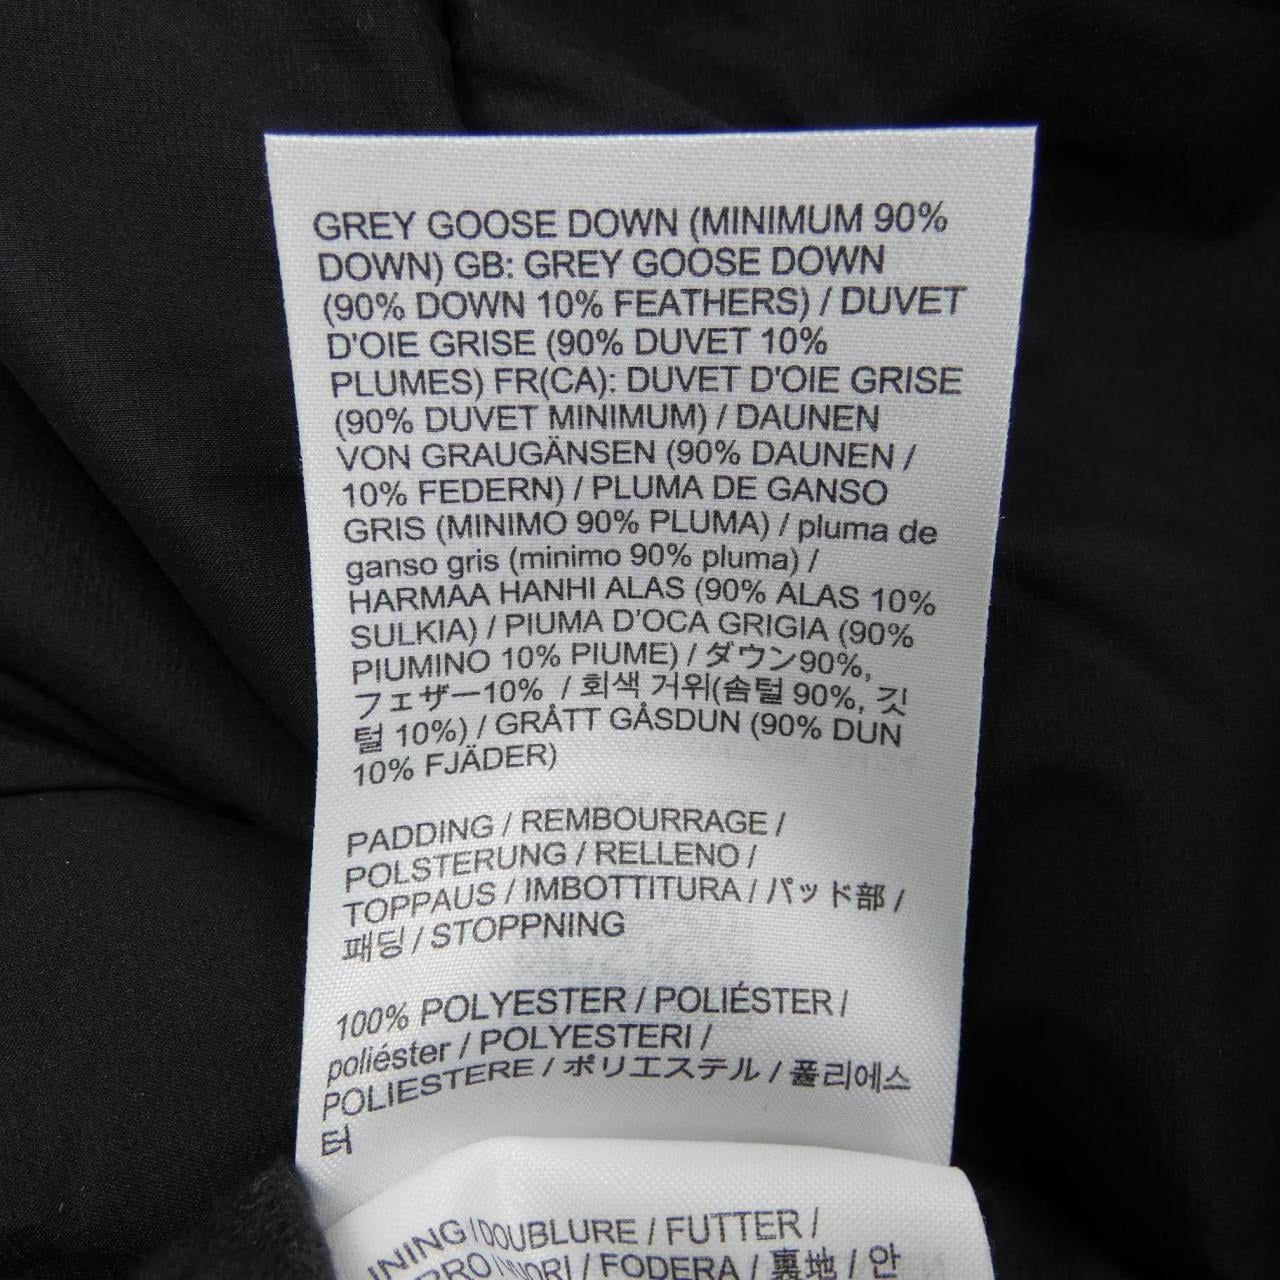 GREY GOOSE DOWN (MINIMUM 90%
DOWN) GB: GREY GOOSE DOWN
(90% DOWN 10% FEATHERS) / DUVET
D'OIE GRISE (90% DUVET 10%
PLUMES) FR(CA): DUVET D'OIE GRISE
(90% DUVET MINIMUM) / DAUNEN
VON GRAUGÄNSEN (90% DAUNEN /
10% FEDERN) / PLUMA DE GANSO
GRIS (MINIMO 90% PLUMA) / pluma de
ganso gris (minimo 90% pluma) /
HARMAA HANHI ALAS (90% ALAS 10%
SULKIA) / PIUMA D'OCA GRIGIA (90%
PIUMINO 10% PIUME) / ダウン90%,
フェザー10% / 회색 거위(솜털 90%, 깃
털 10%) / GRÅTT GÅSDUN (90% DUN
10% FJÄDER)
PADDING / REMBOURRAGE /
POLSTERUNG / RELLENO /
TOPPAUS / IMBOTTITURA / パッド部 /
패딩 / STOPPNING
100% POLYESTER / POLIÉSTER /
poliéster / POLYESTERI /
POLIESTERE / ポリエステル / 폴리에스
터
DOUBLURE / FUTTER /
FODERA / 裏地 / 안